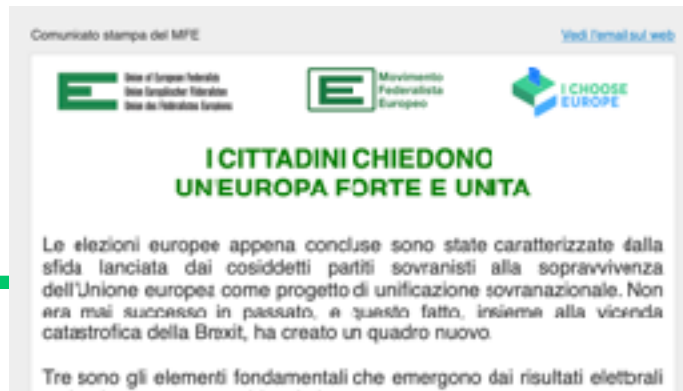 Comunicato stampa del MFE
Vedi l'email sul web
Union of European Federalists
Union Europäischer Föderalisten
Union des Fédéralistes Européens
Movimento
Federalista
Europeo
I CHOOSE
EUROPE
I CITTADINI CHIEDONO
UN'EUROPA FORTE E UNITA
Le elezioni europee appena concluse sono state caratterizzate dalla
sfida lanciata dai cosiddetti partiti sovranisti alla sopravvivenza
dell'Unione europea come progetto di unificazione sovranazionale. Non
era mai successo in passato, e questo fatto, insieme alla vicenda
catastrofica della Brexit, ha creato un quadro nuovo.
Tre sono gli elementi fondamentali che emergono dai risultati elettorali